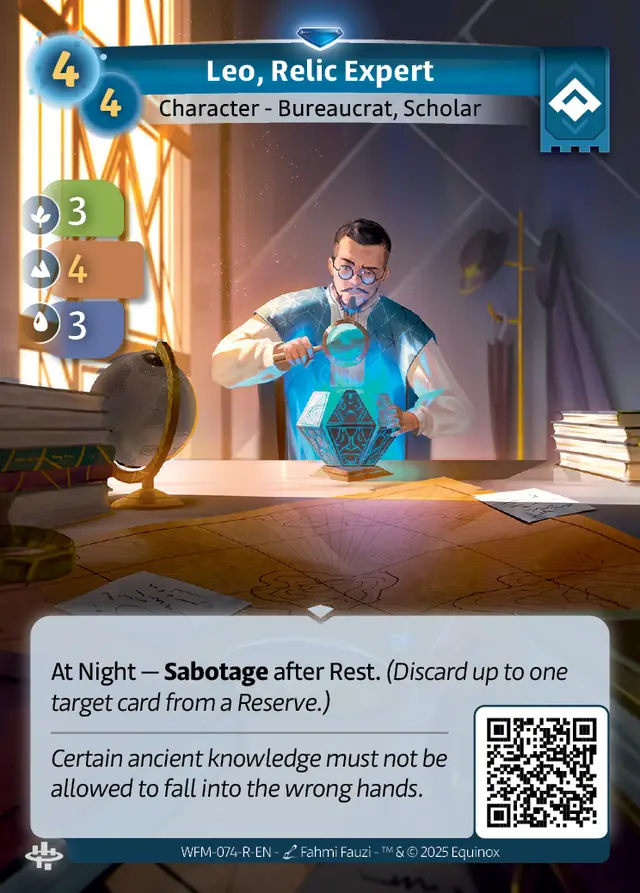 4
4
Leo, Relic Expert
Character - Bureaucrat, Scholar
3
4
3
At Night — Sabotage after Rest. (Discard up to one
target card from a Reserve.)
Certain ancient knowledge must not be
allowed to fall into the wrong hands.
WFM-074-R-EN - Fahmi Fauzi - ™ & © 2025 Equinox